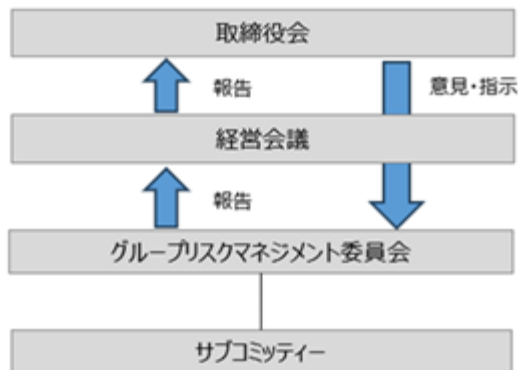 取締役会
報告
意見・指示
経営会議
報告
グループリスクマネジメント委員会
サブコミッティー